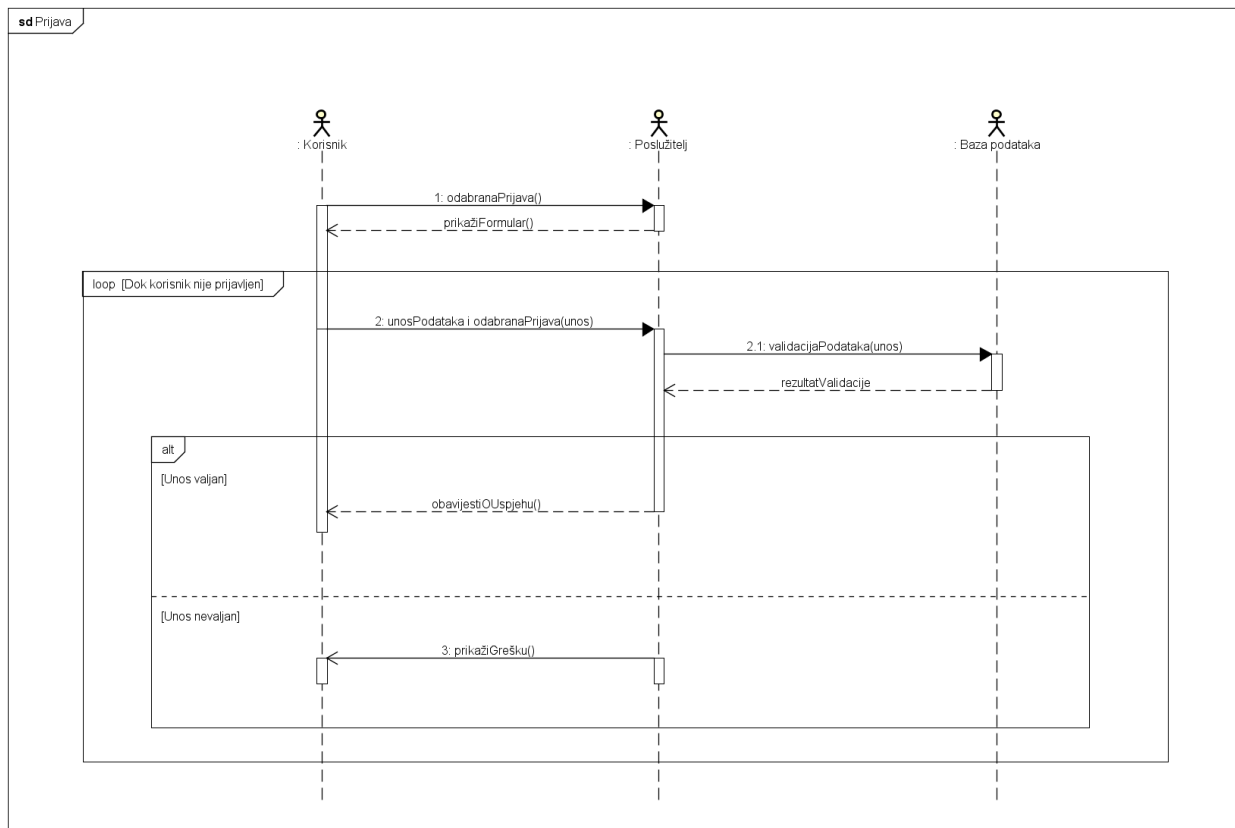 sd Prijava
: Korisnik
: Poslužitelj
: Baza podataka
1: odabranaPrijava()
prikažiFormular()
loop [Dok korisnik nije prijavljen]
2: unosPodataka i odabranaPrijava(unos)
2.1: validacijaPodataka(unos)
rezultatValidacije
alt
[Unos valjan]
obavijestiOUspjehu()
[Unos nevaljan]
3: prikažiGrešku()